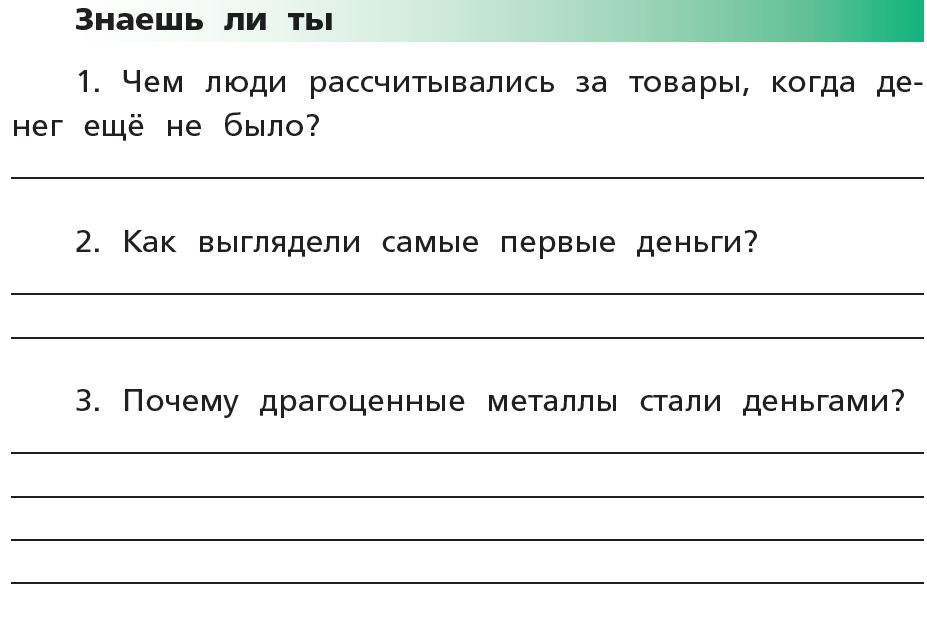 Знаешь ли ты
1. Чем люди рассчитывались за товары, когда де-
нег ещё не было?
2. Как выглядели самые первые деньги?
3. Почему драгоценные металлы стали деньгами?